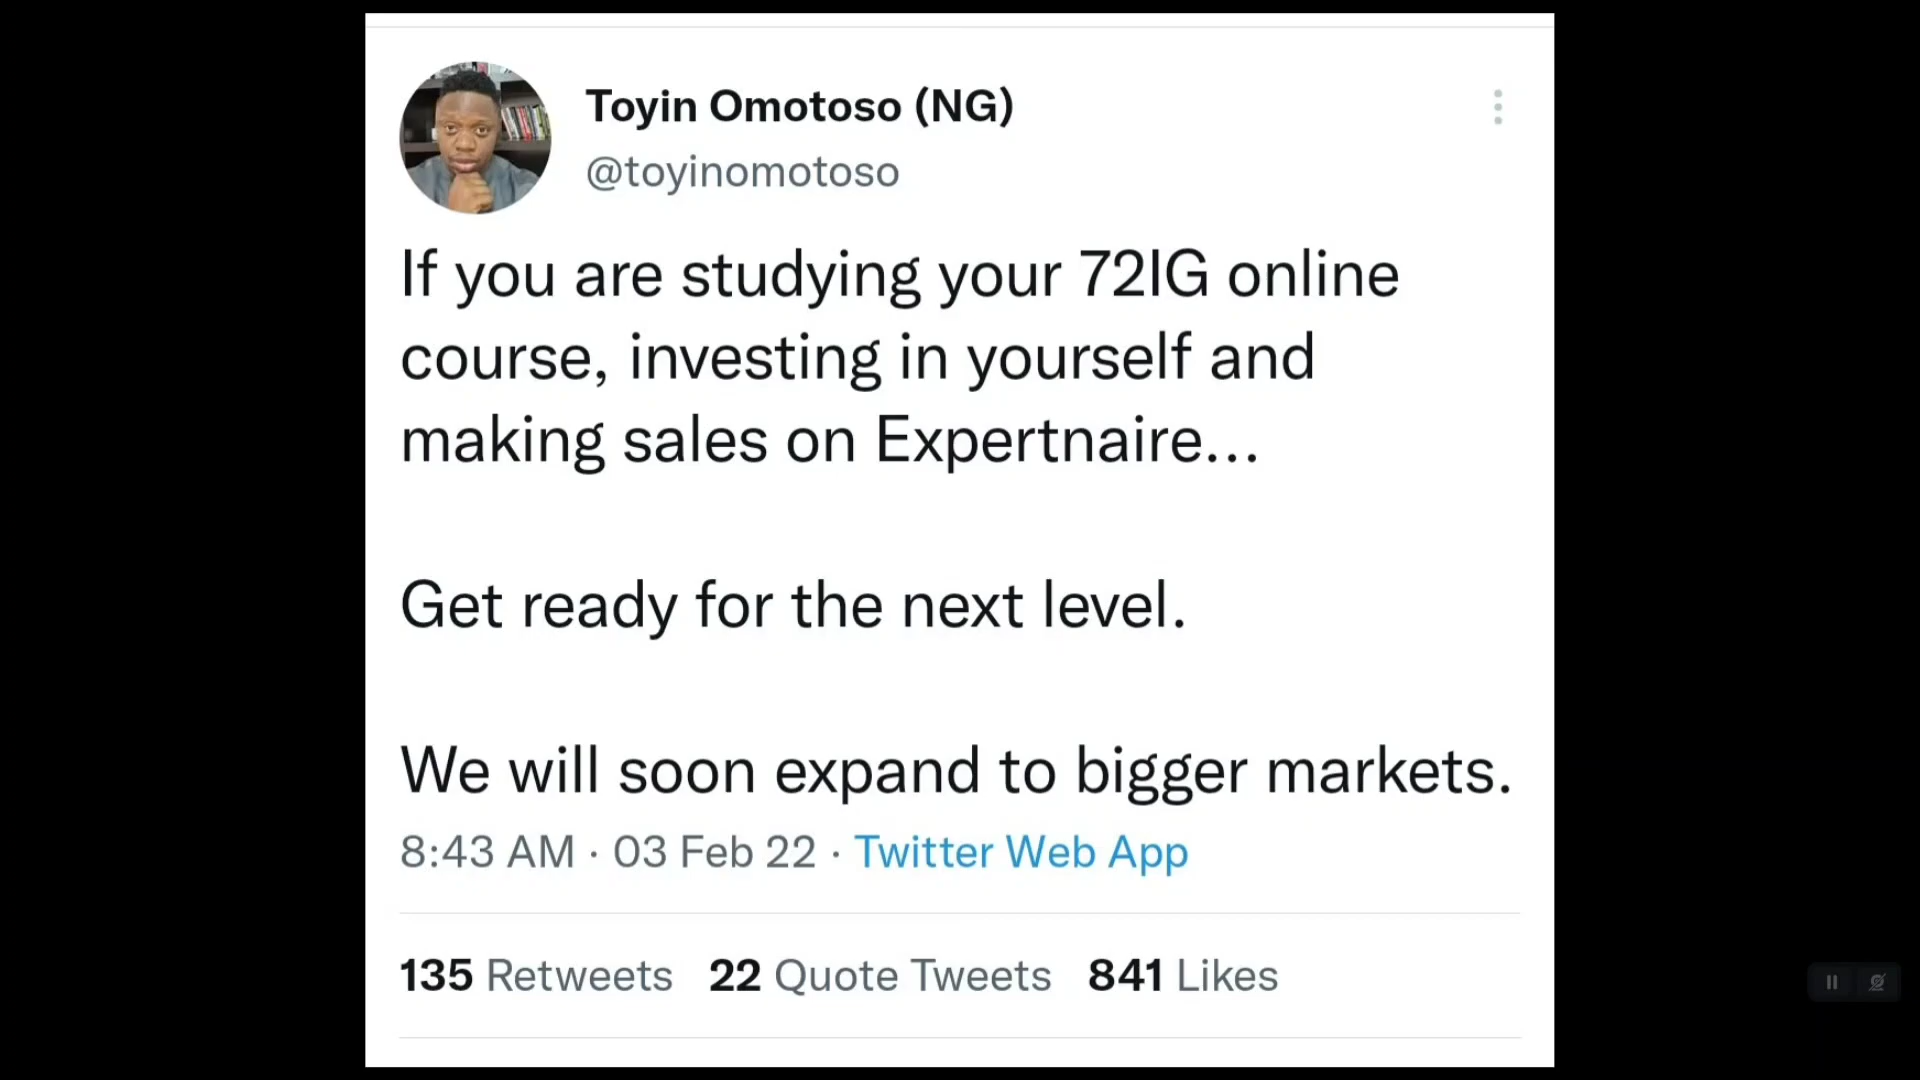 Toyin Omotoso (NG)
@toyinomotoso
If you are studying your 72IG online
course, investing in yourself and
making sales on Expertnaire...
Get ready for the next level.
We will soon expand to bigger markets.
8:43 AM · 03 Feb 22 · Twitter Web App
135 Retweets 22 Quote Tweets 841 Likes